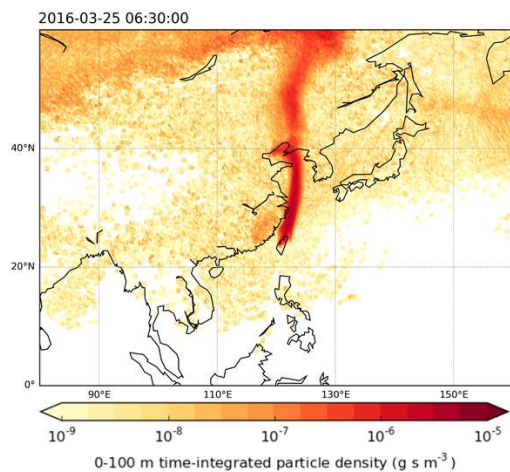 2016-03-25 06:30:00
40°N
20°N
0°
90°E 110°E 130°E 150°E
10⁻⁹ 10⁻⁸ 10⁻⁷ 10⁻⁶ 10⁻⁵
0-100 m time-integrated particle density (g s m⁻³)